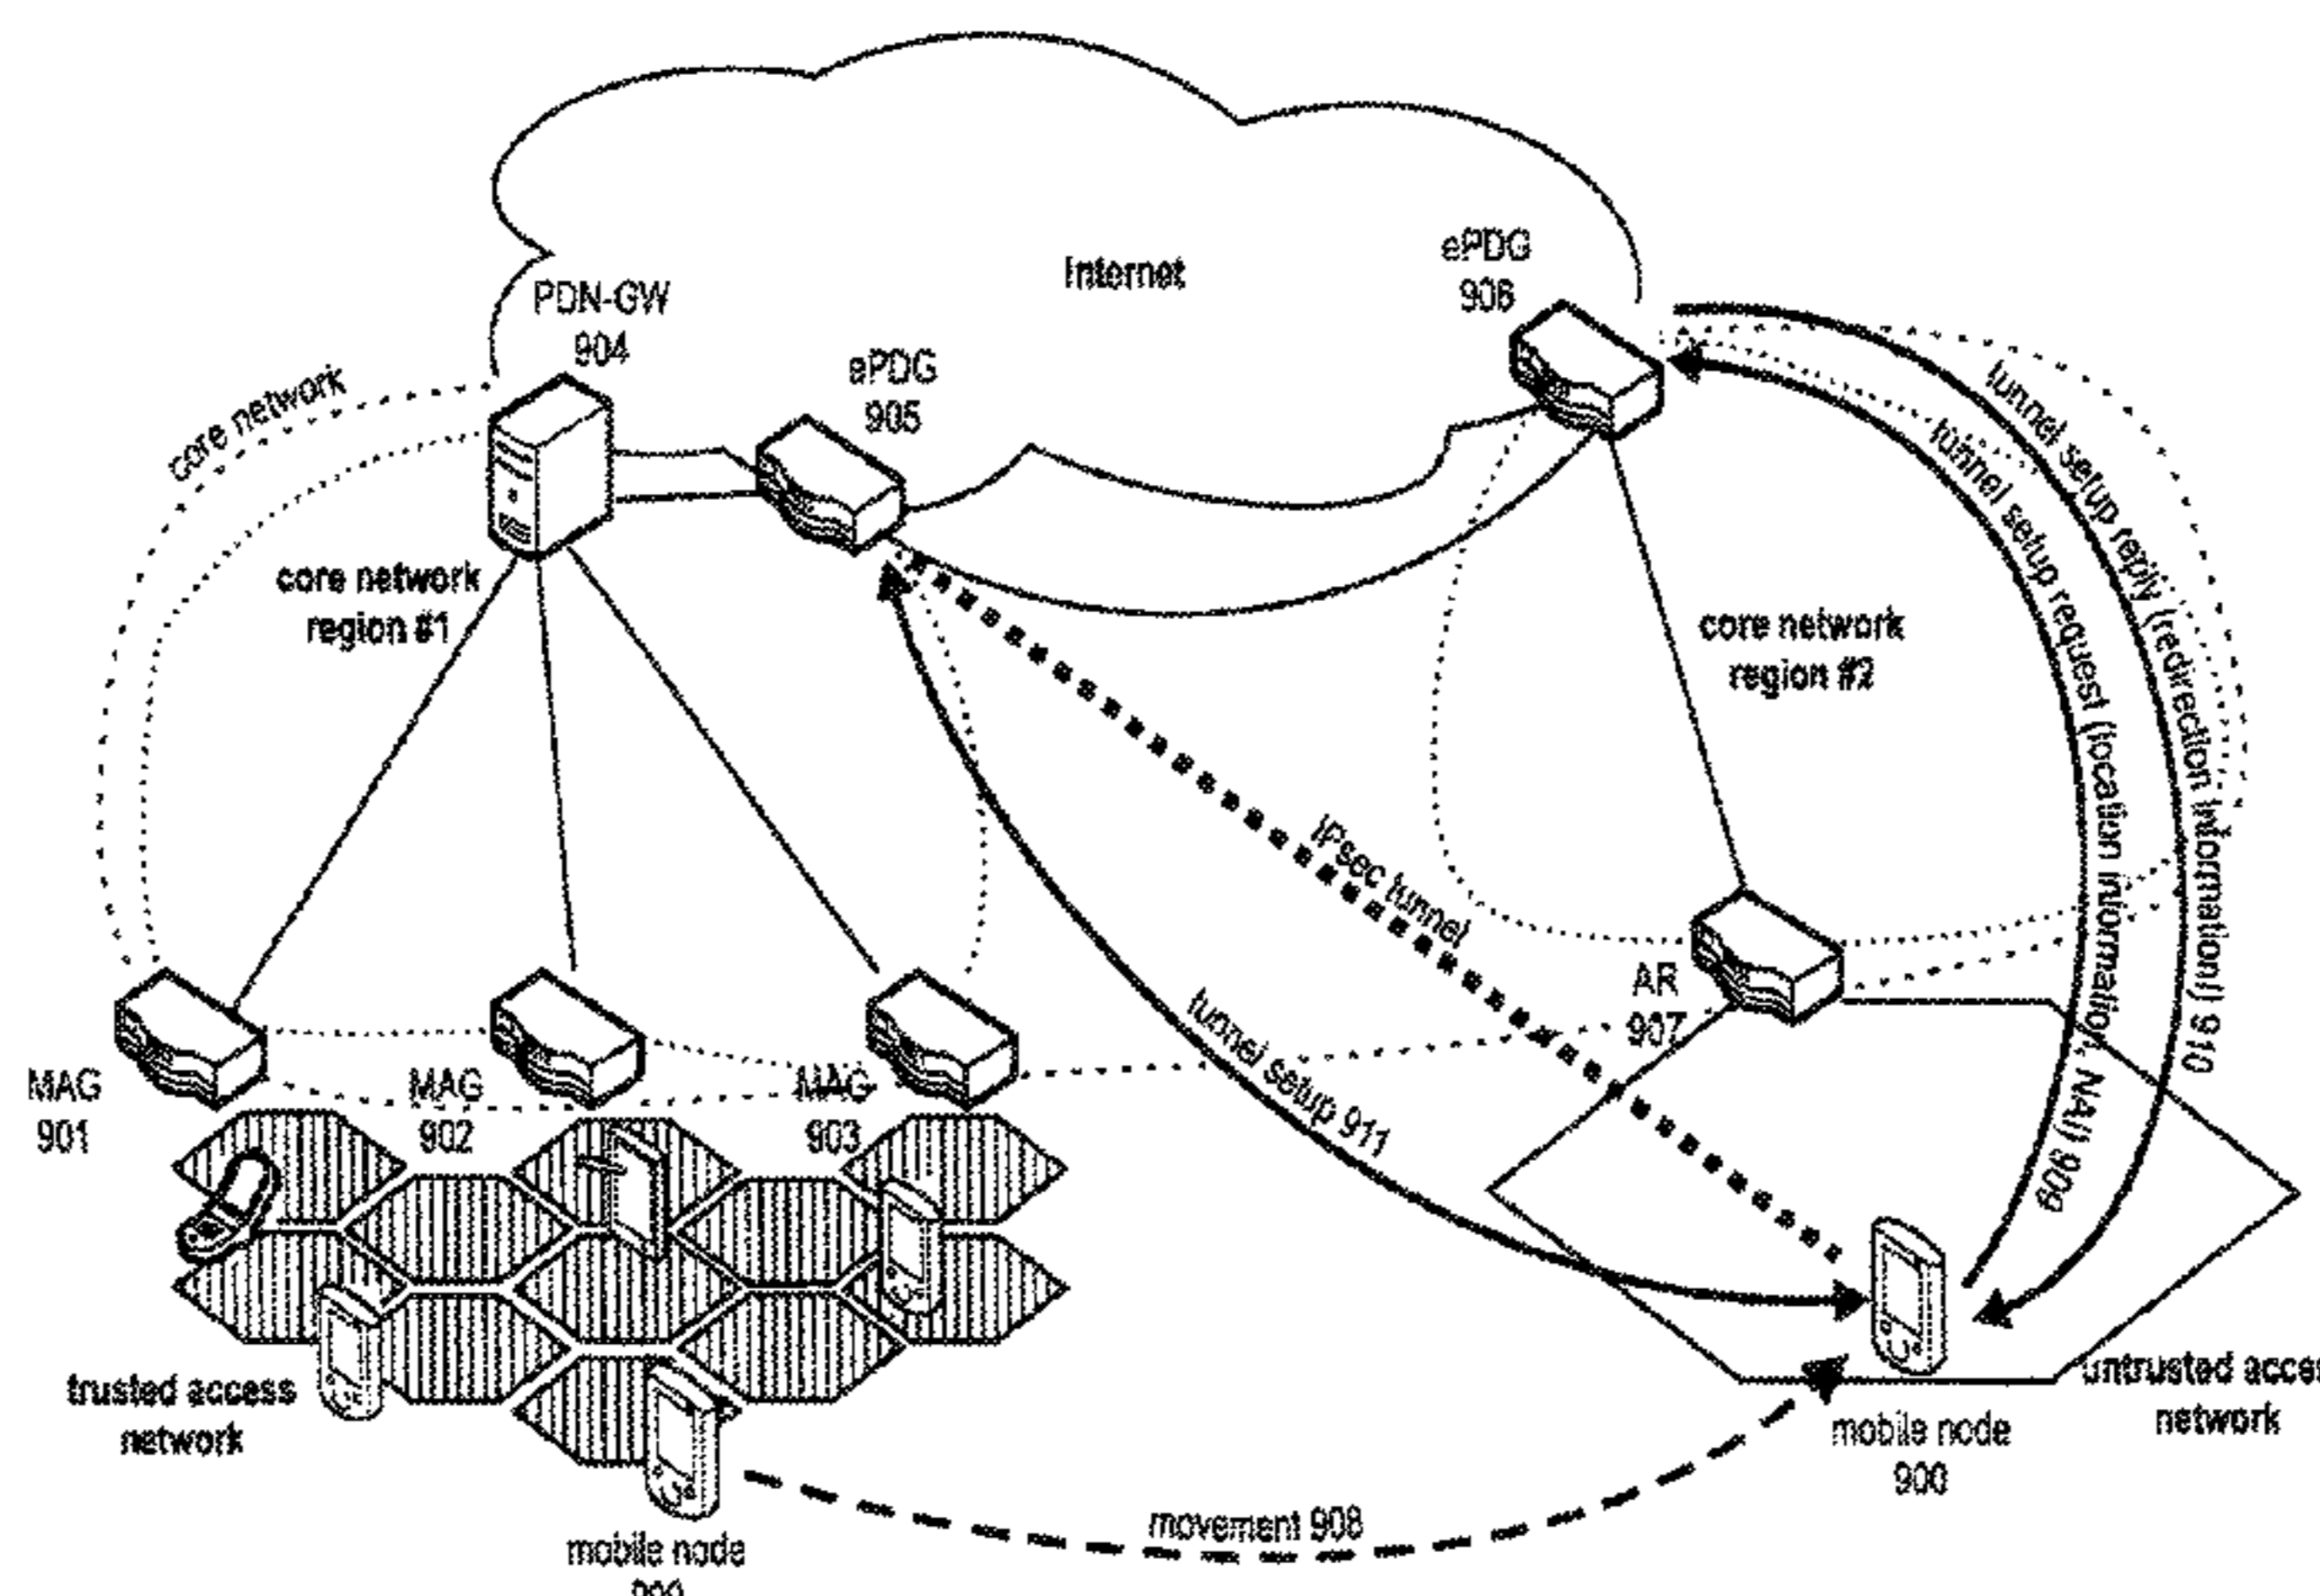 Internet
ePDG
906
PDN-GW
904
ePDG
905
core network
core network
region #1
core network
region #2
tunnel setup reply (redirection information)) 910
tunnel setup request (location information, NAI) 909
IPsec tunnel
tunnel setup 911
AR
907
MAG
901
MAG
902
MAG
903
trusted access
network
untrusted acces
network
mobile node
900
movement 908
mobile node